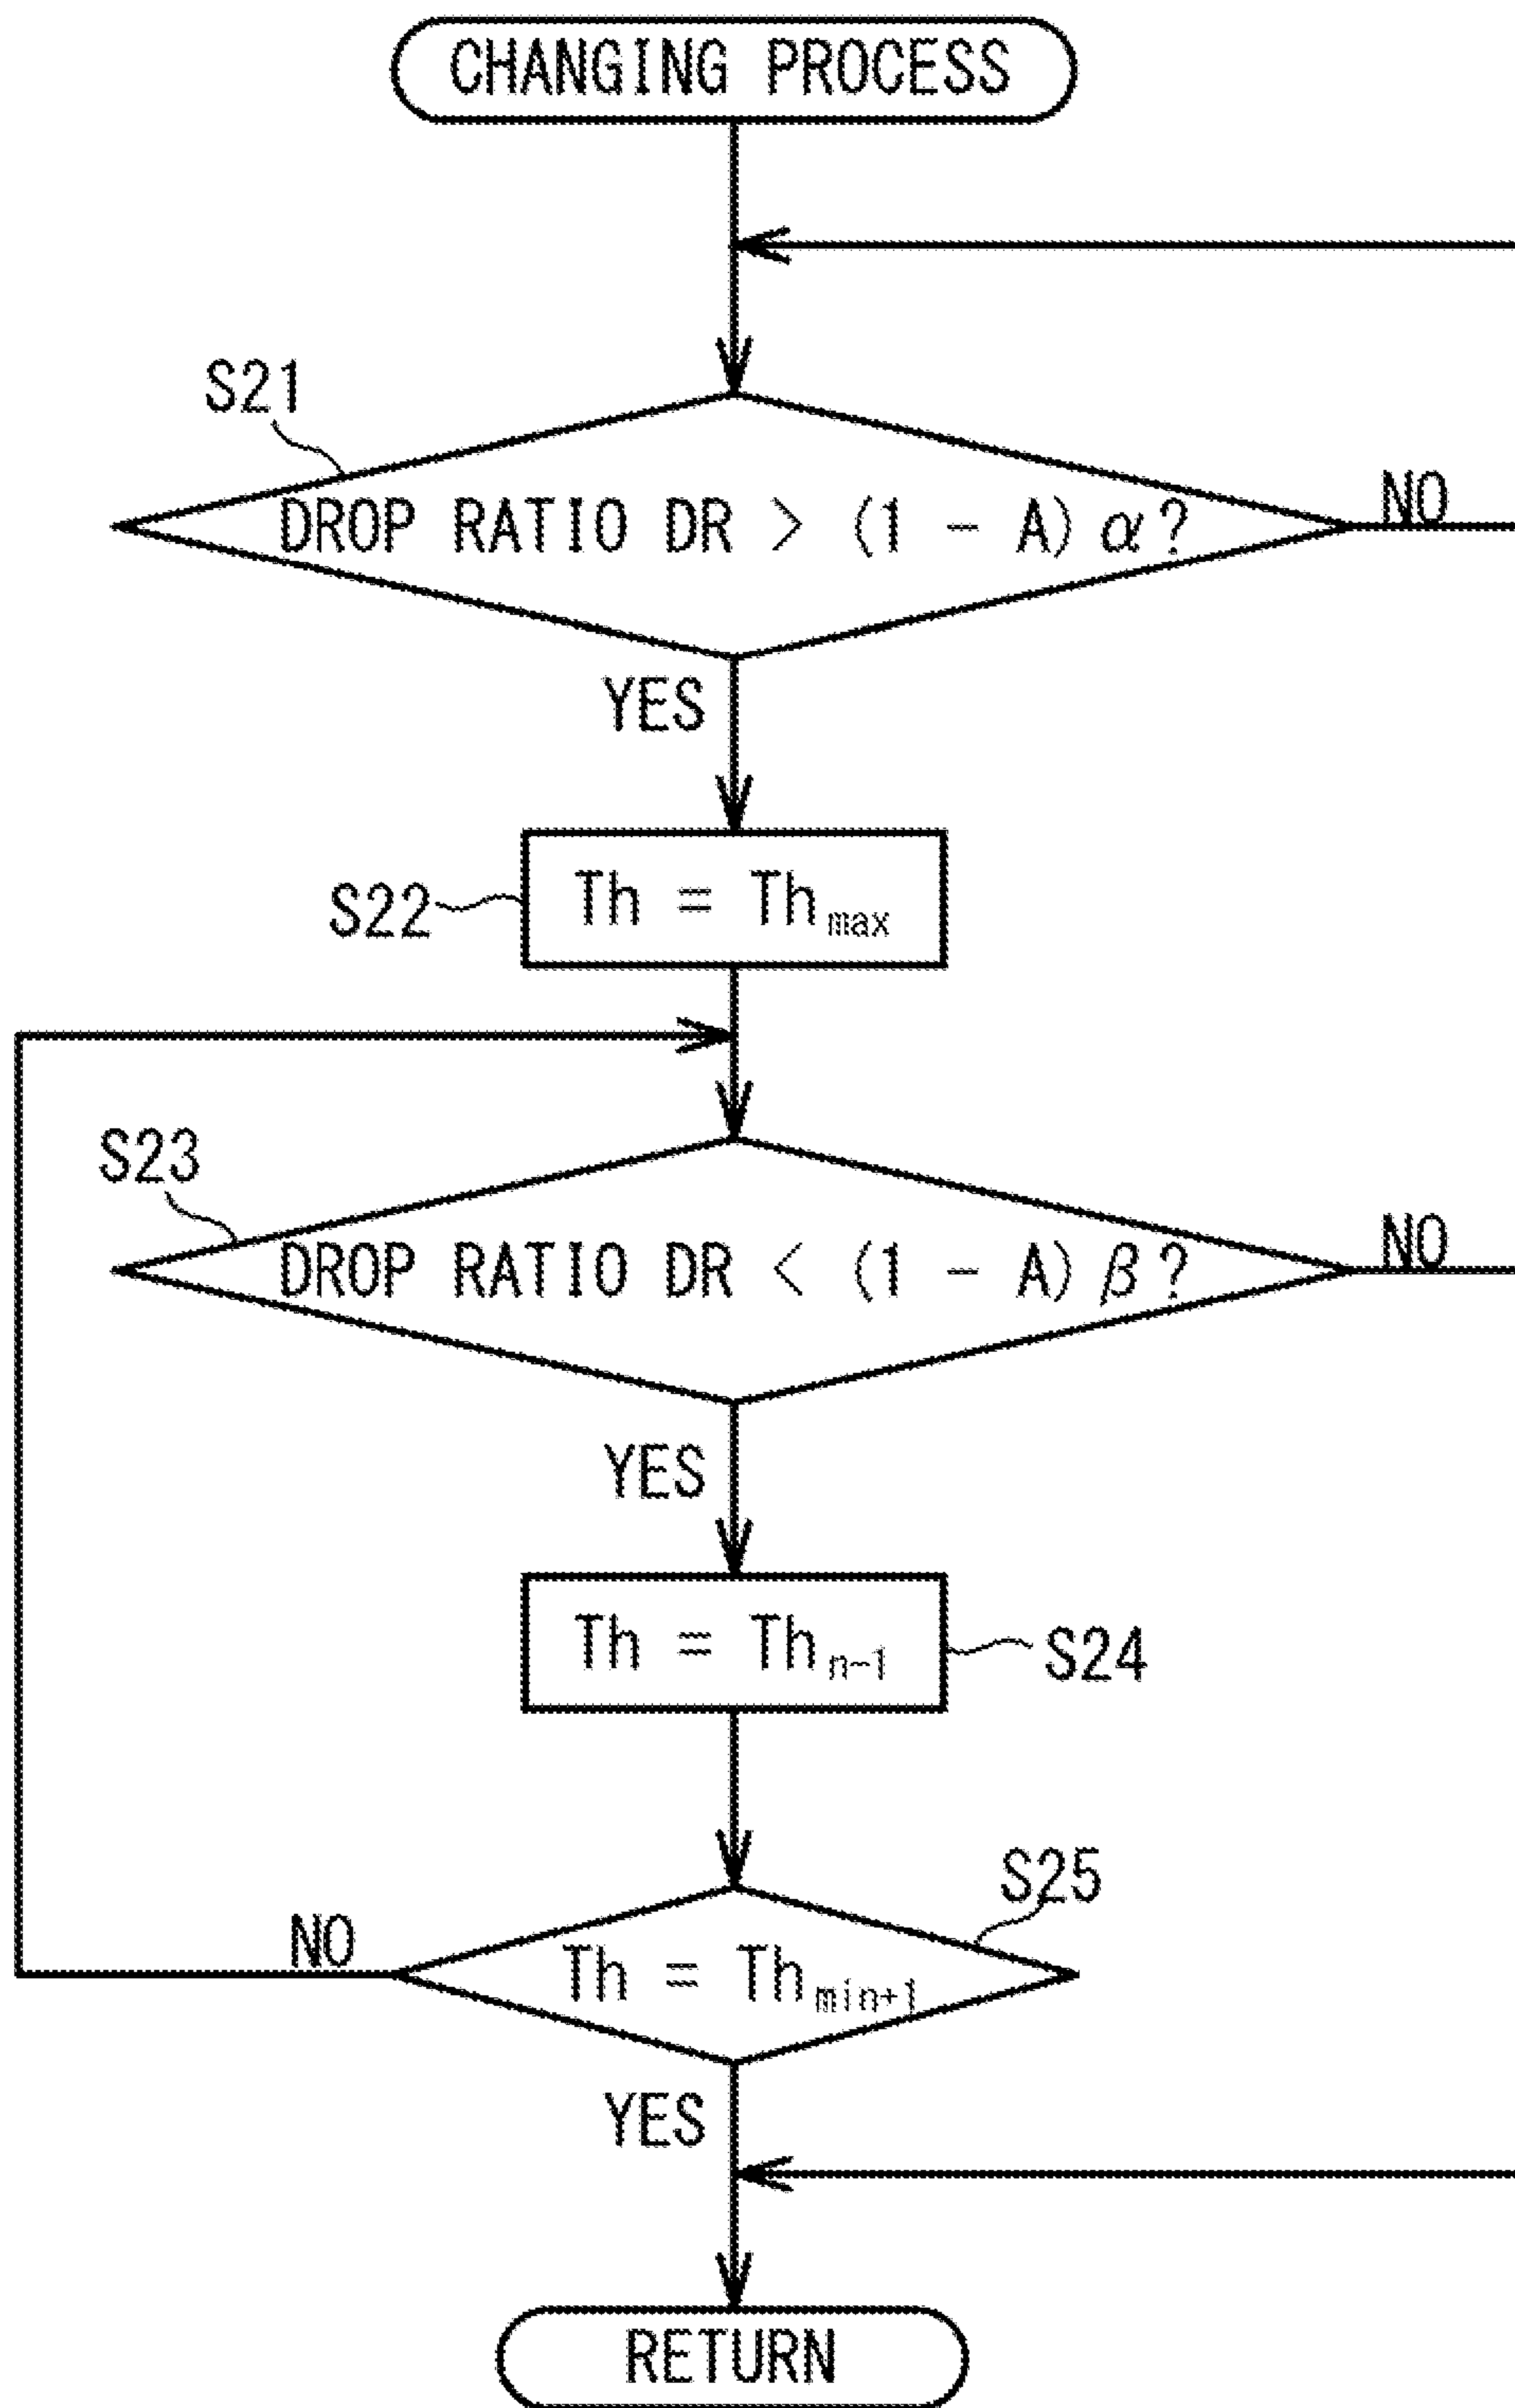 CHANGING PROCESS
S21
DROP RATIO DR > (1 - A) α?
NO
YES
S22
Th = Thmax
S23
DROP RATIO DR < (1 - A) β?
NO
YES
Th = Thn-1
S24
S25
NO
Th = Thmin+1
YES
RETURN